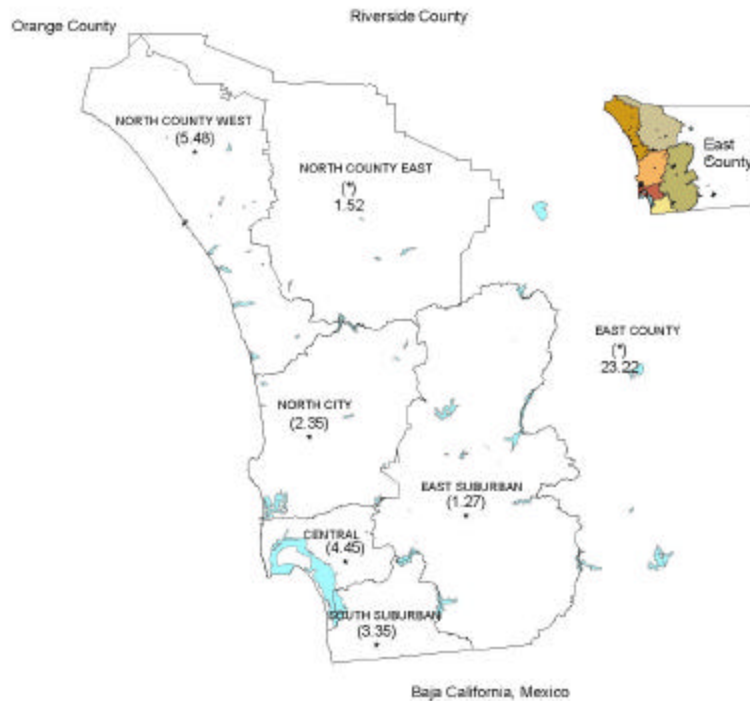 Riverside County
Orange County
NORTH COUNTY WEST
(5.48)
*
NORTH COUNTY EAST
(*)
1.52
East
County
EAST COUNTY
(*)
23.22
NORTH CITY
(2.35)
*
EAST SUBURBAN
(1.27)
*
CENTRAL
(4.45)
*
SOUTH SUBURBAN
(3.35)
*
Baja California, Mexico